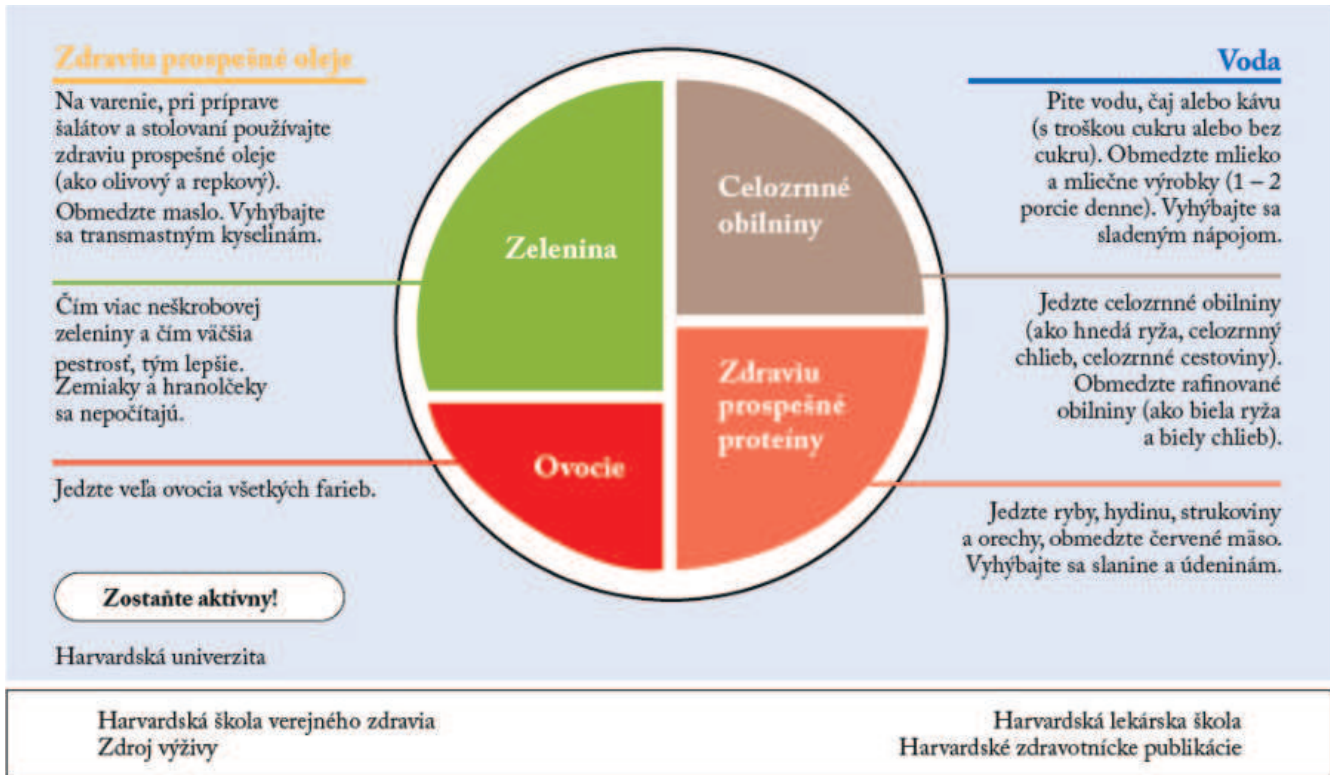 Zdraviu prospešné oleje
Na varenie, pri príprave
šalátov a stolovaní používajte
zdraviu prospešné oleje
(ako olivový a repkový).
Obmedzte maslo. Vyhýbajte
sa transmastným kyselinám.
Čím viac neškrobovej
zeleniny a čím väčšia
pestrosť, tým lepšie.
Zemiaky a hranolčeky
sa nepočítajú.
Jedzte veľa ovocia všetkých farieb.
Zostaňte aktívny!
Harvardská univerzita
Zelenina
Ovocie
Celozrnné
obilniny
Zdraviu
prospešné
proteíny
Voda
Pite vodu, čaj alebo kávu
(s troškou cukru alebo bez
cukru). Obmedzte mlieko
a mliečne výrobky (1 – 2
porcie denne). Vyhýbajte sa
sladeným nápojom.
Jedzte celozrnné obilniny
(ako hnedá ryža, celozrnný
chlieb, celozrnné cestoviny).
Obmedzte rafinované
obilniny (ako biela ryža
a biely chlieb).
Jedzte ryby, hydinu, strukoviny
a orechy, obmedzte červené mäso.
Vyhýbajte sa slanine a údeninám.
Harvardská škola verejného zdravia
Zdroj výživy
Harvardská lekárska škola
Harvardské zdravotnícke publikácie